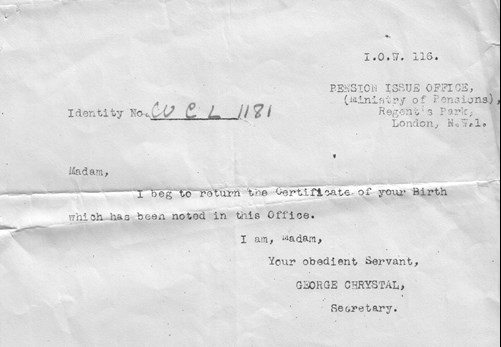 I.O.W. 116.
PENSION ISSUE OFFICE,
(Ministry of Pensions),
Regent's Park,
London, N.W.1.
Identity No. CU C L 1181
Madam,
I beg to return the Certificate of your Birth
which has been noted in this Office.
I am, Madam,
Your obedient Servant,
GEORGE CHRYSTAL,
Secretary.